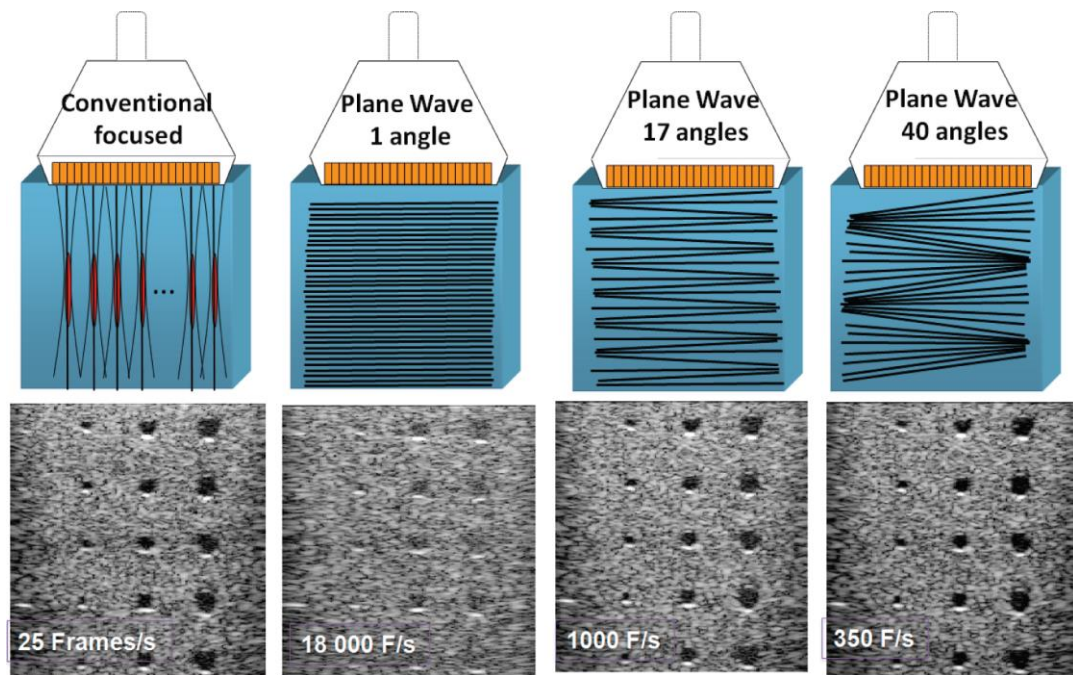 Conventional
focused
Plane Wave
1 angle
Plane Wave
17 angles
Plane Wave
40 angles
...
25 Frames/s
18 000 F/s
1000 F/s
350 F/s